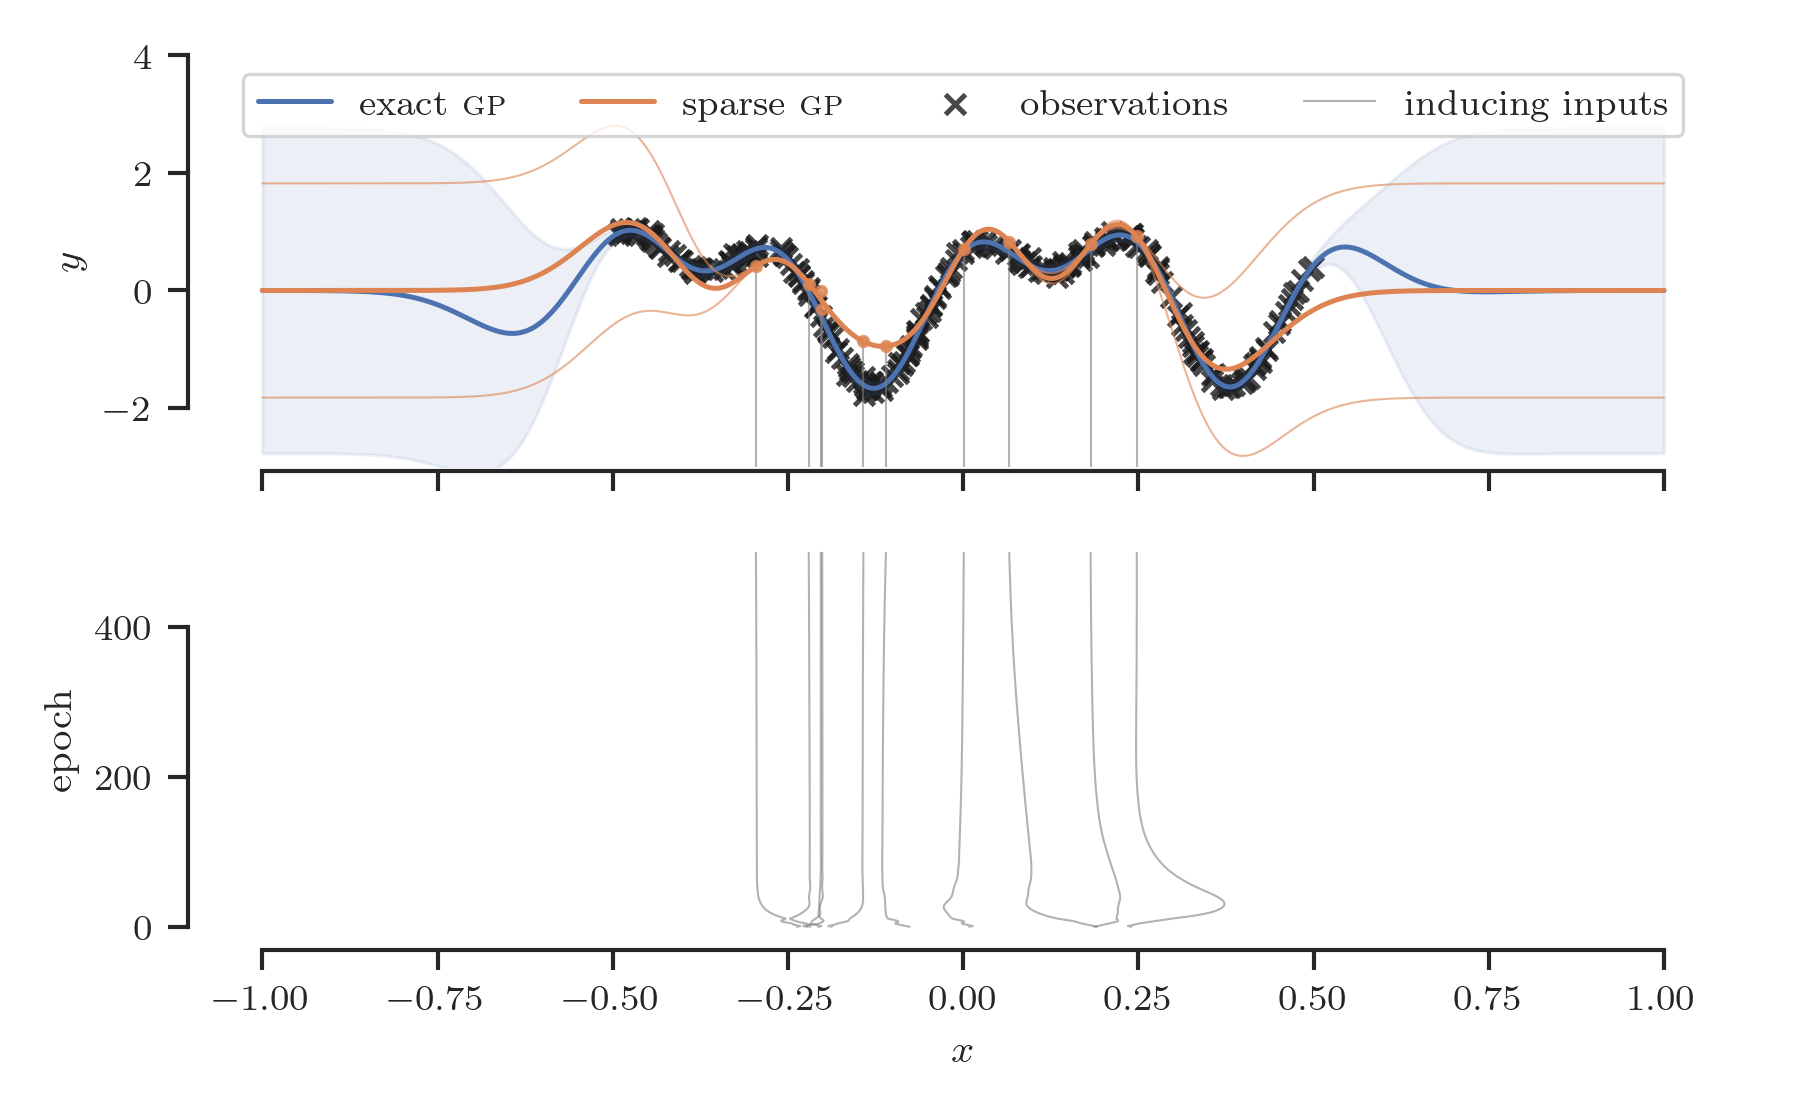 4
exact GP sparse GP observations inducing inputs
2
y
0
−2
400
epoch
200
0
−1.00 −0.75 −0.50 −0.25 0.00 0.25 0.50 0.75 1.00
x